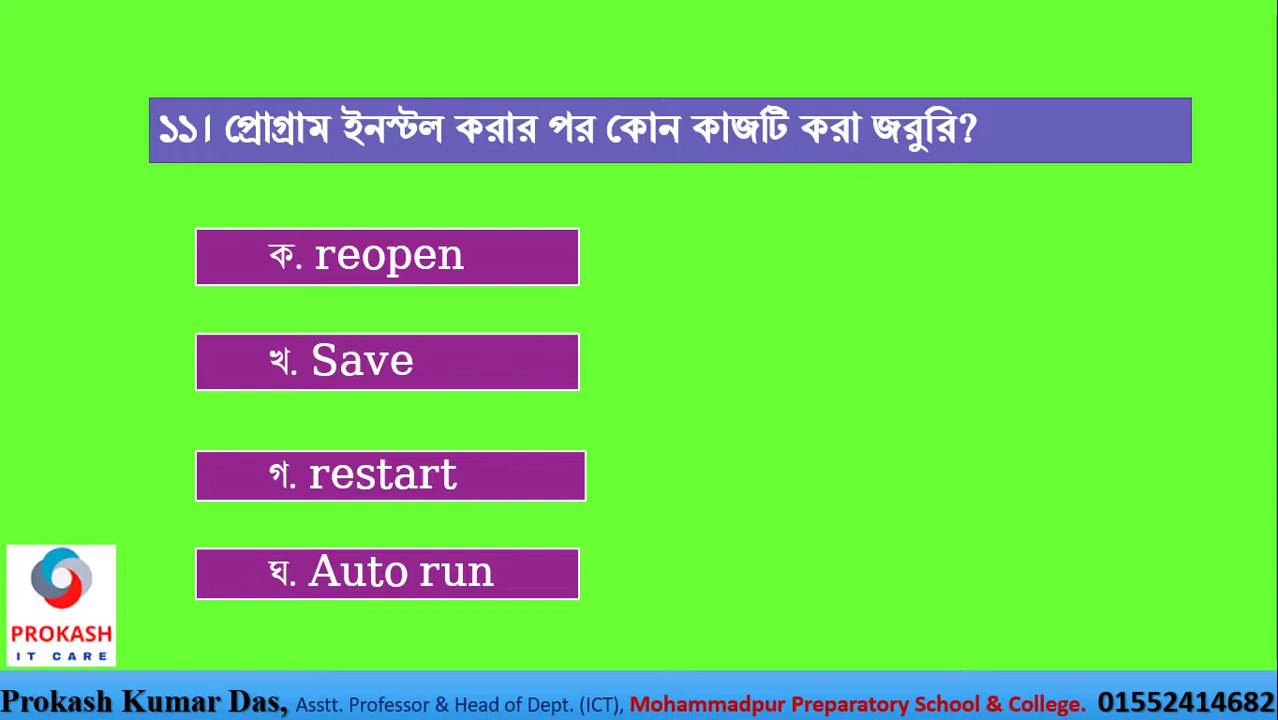 ১১। প্রোগ্রাম ইনস্টল করার পর কোন কাজটি করা জরুরি?
ক. reopen
খ. Save
গ. restart
ঘ. Auto run
PROKASH
IT CARE
Prokash Kumar Das, Asstt. Professor & Head of Dept. (ICT), Mohammadpur Preparatory School & College. 01552414682